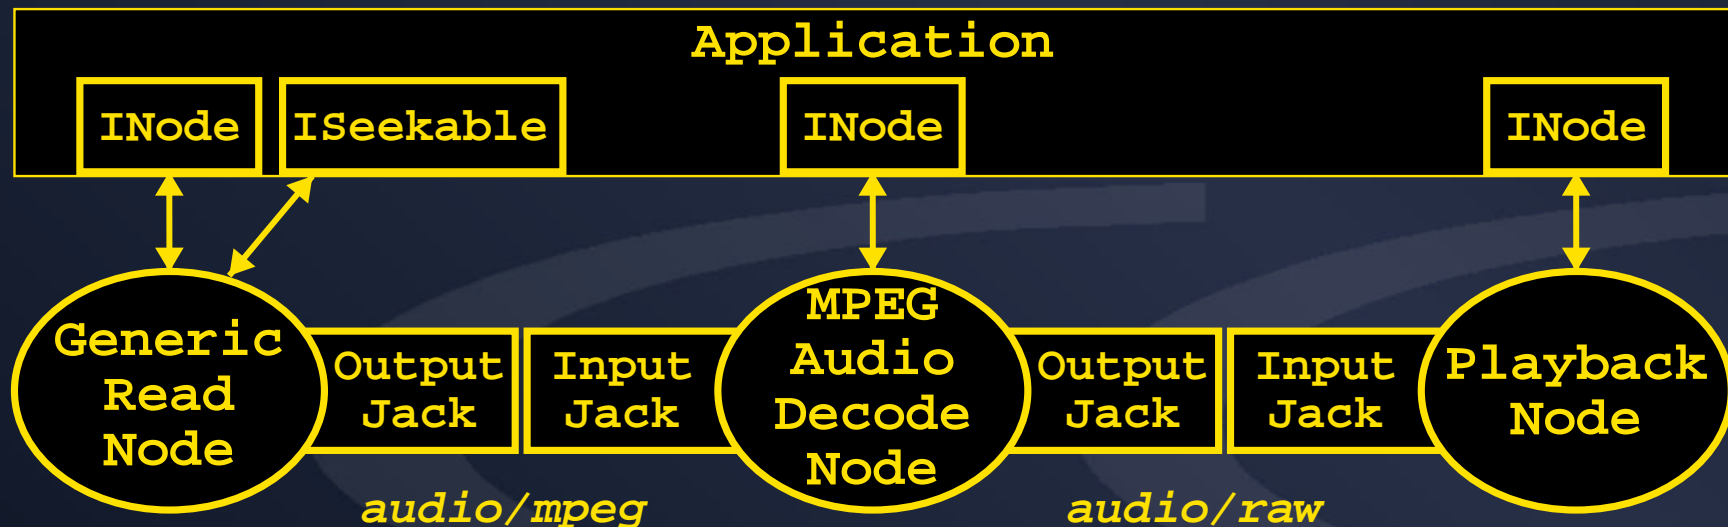 Application
INode
ISeekable
INode
INode
Generic
Read
Node
Output
Jack
Input
Jack
MPEG
Audio
Decode
Node
Output
Jack
Input
Jack
Playback
Node
audio/mpeg
audio/raw